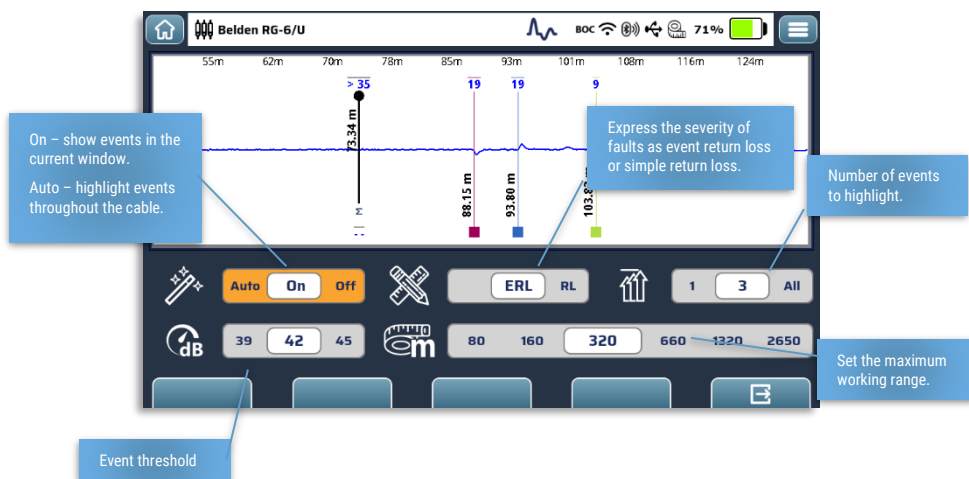 Belden RG-6/U
BOC
71%
55m 62m 70m 78m 85m 93m 101m 108m 116m 124m
> 35
19
19
9
73.34 m
88.15 m
93.80 m
M
On – show events in the
current window.
Auto – highlight events
throughout the cable.
Express the severity of
faults as event return loss
or simple return loss.
Number of events
to highlight.
Auto On Off
ERL RL
1 3 All
dB
39 42 45
m
80 160 320 660 1320 2650
Set the maximum
working range.
Event threshold